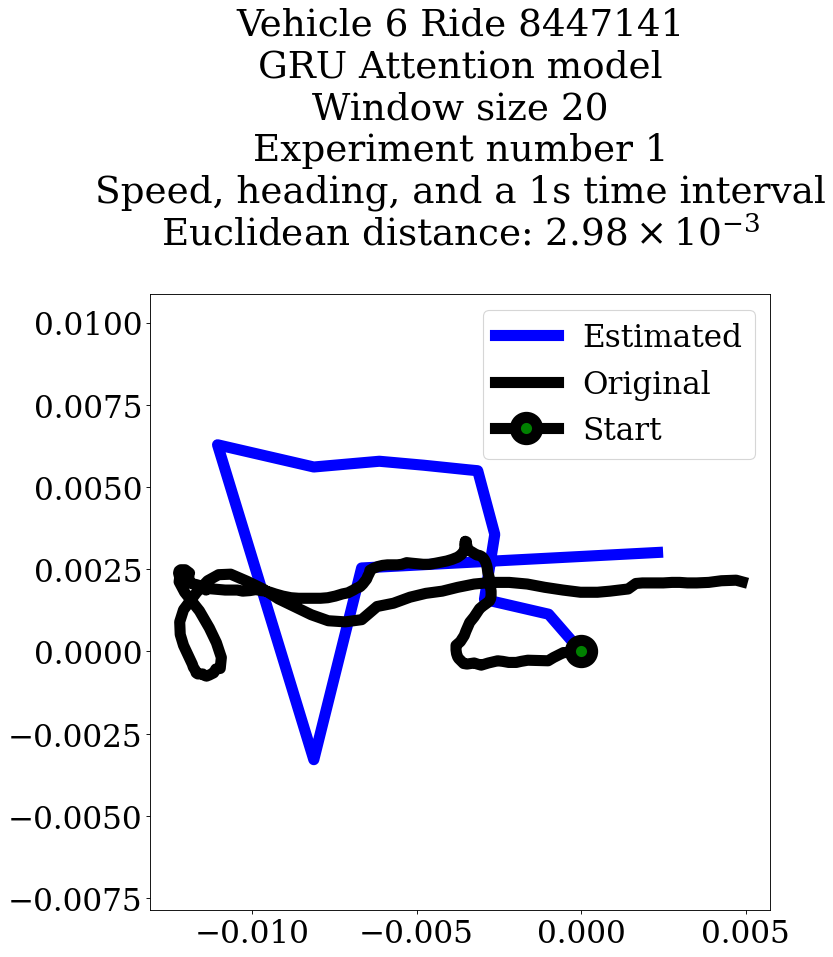 Vehicle 6 Ride 8447141
GRU Attention model
Window size 20
Experiment number 1
Speed, heading, and a 1s time interval
Euclidean distance: 2.98 × 10⁻³
Estimated
Original
Start
0.0100
0.0075
0.0050
0.0025
0.0000
−0.0025
−0.0050
−0.0075
−0.010 −0.005 0.000 0.005